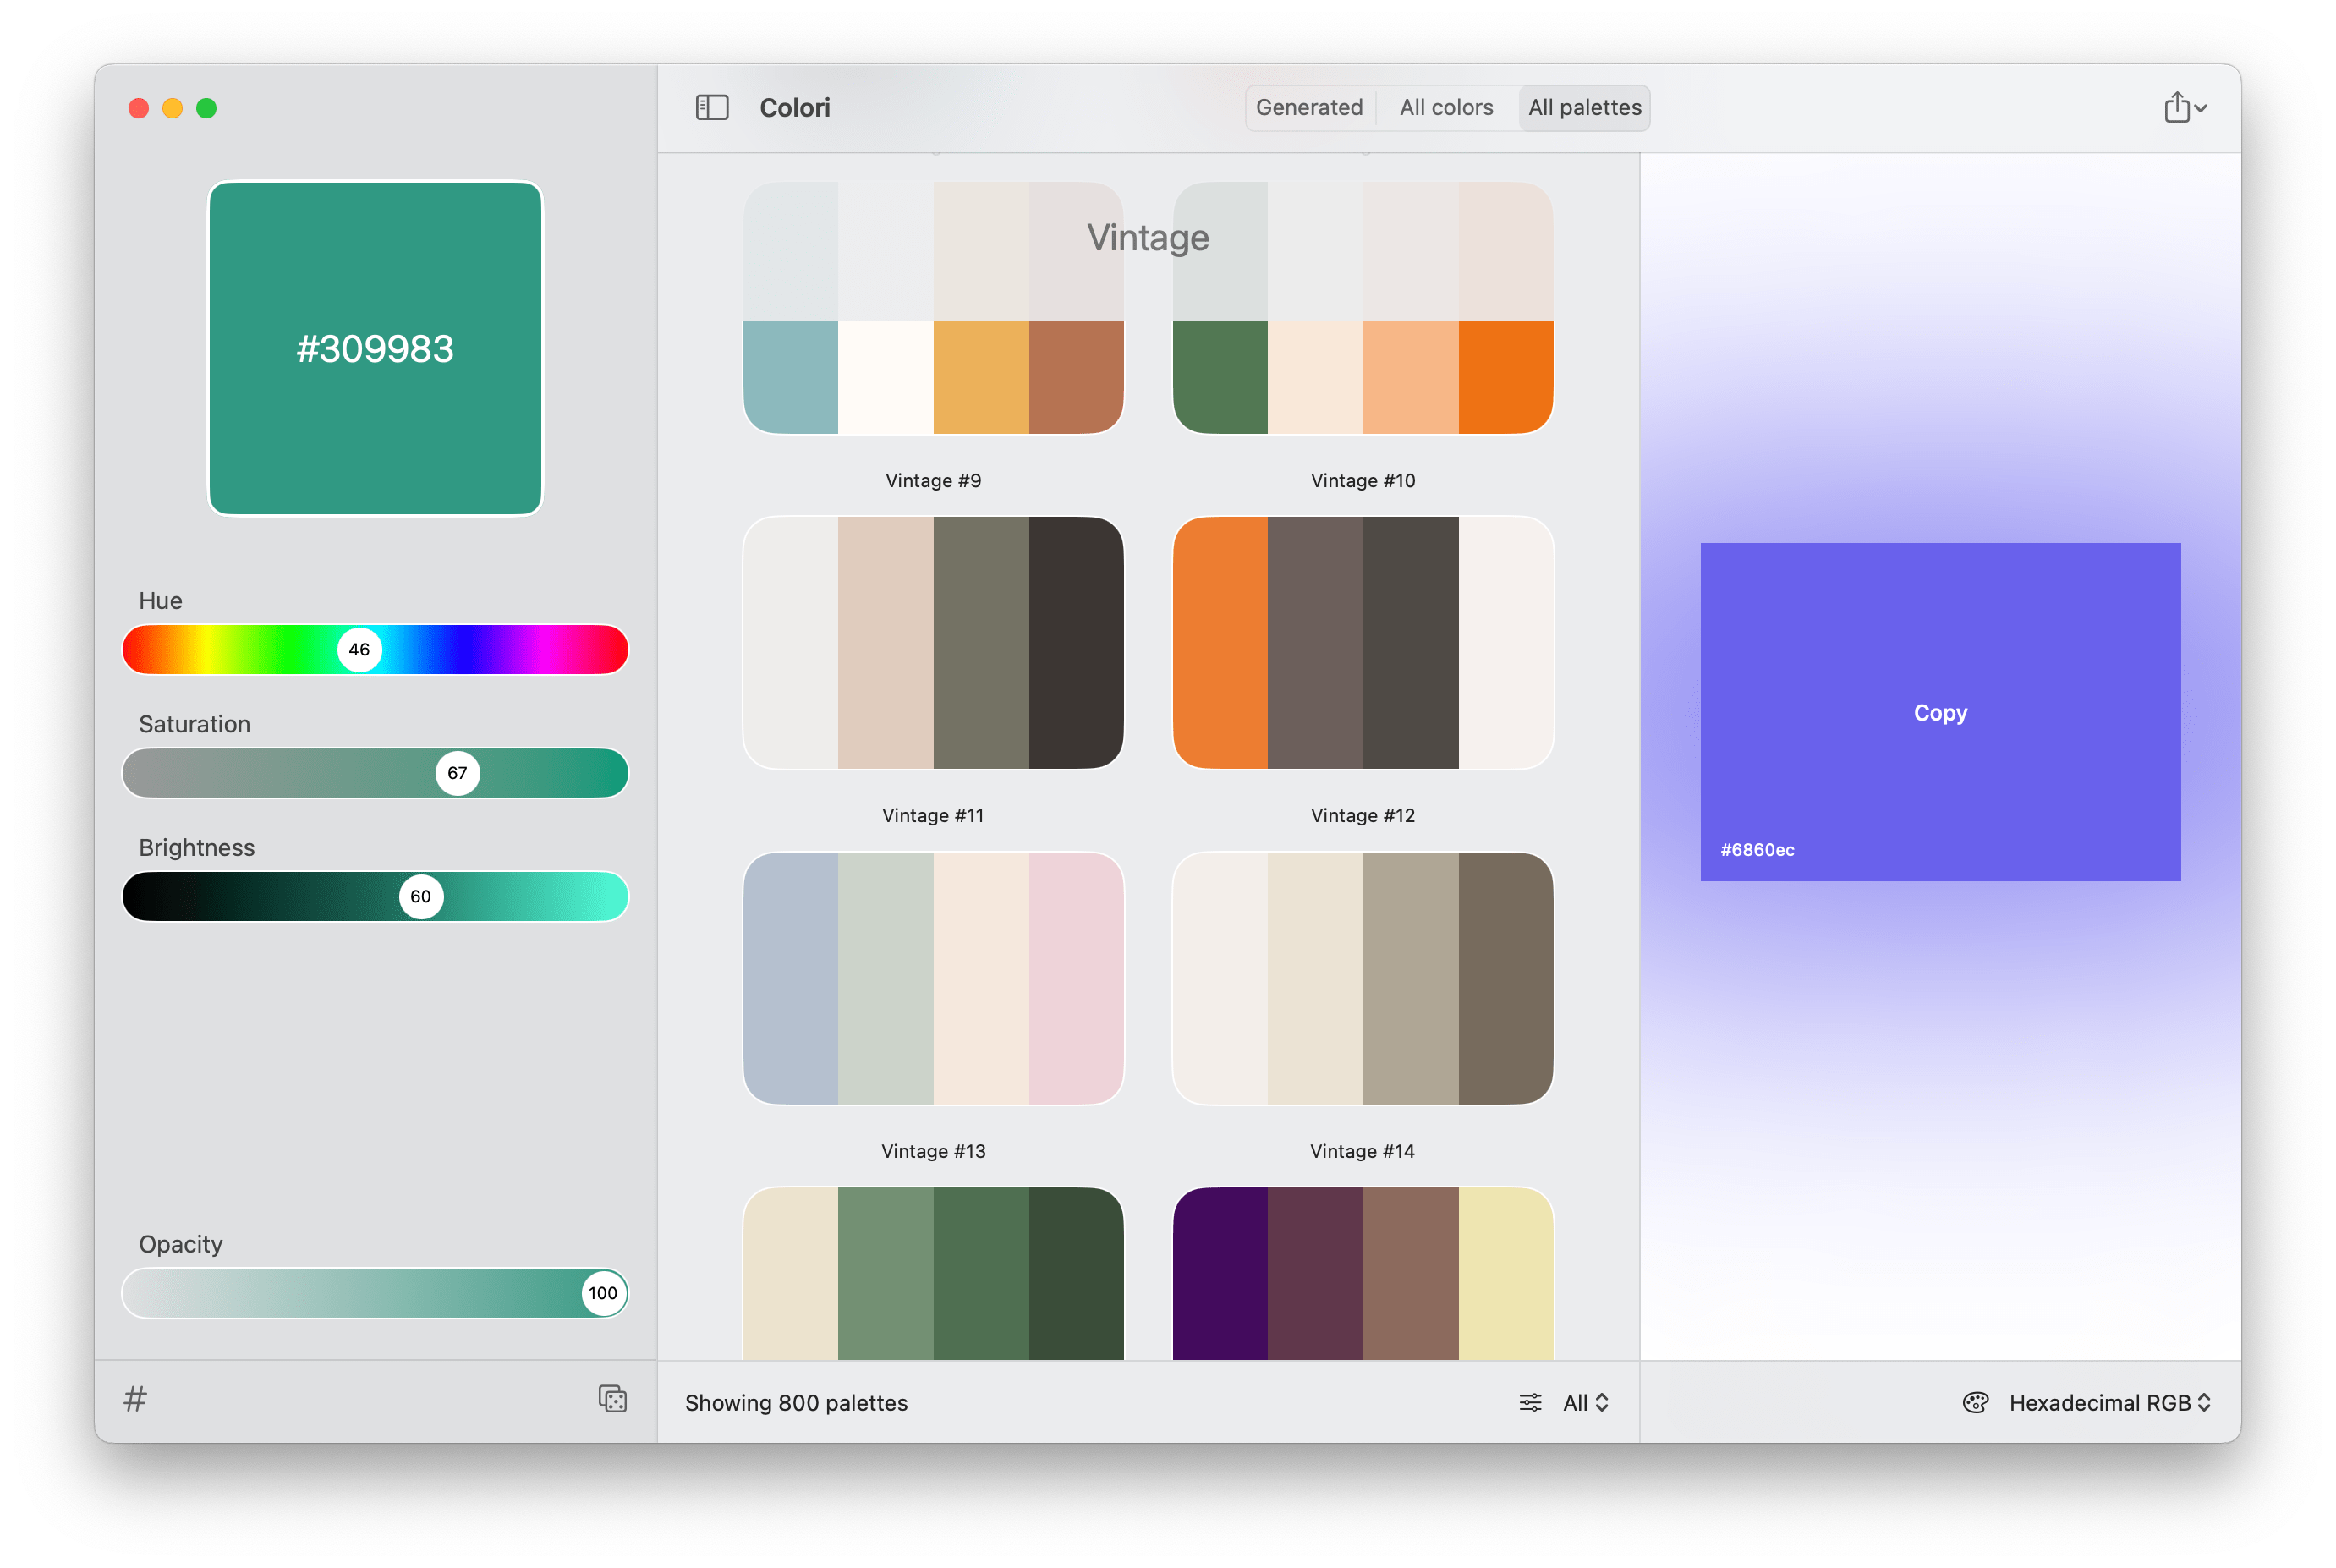 Colori
Generated
All colors
All palettes
#309983
Hue
46
Saturation
67
Brightness
60
Opacity
100
#
Vintage
Vintage #9
Vintage #10
Vintage #11
Vintage #12
Vintage #13
Vintage #14
Showing 800 palettes
All
Copy
#6860ec
Hexadecimal RGB